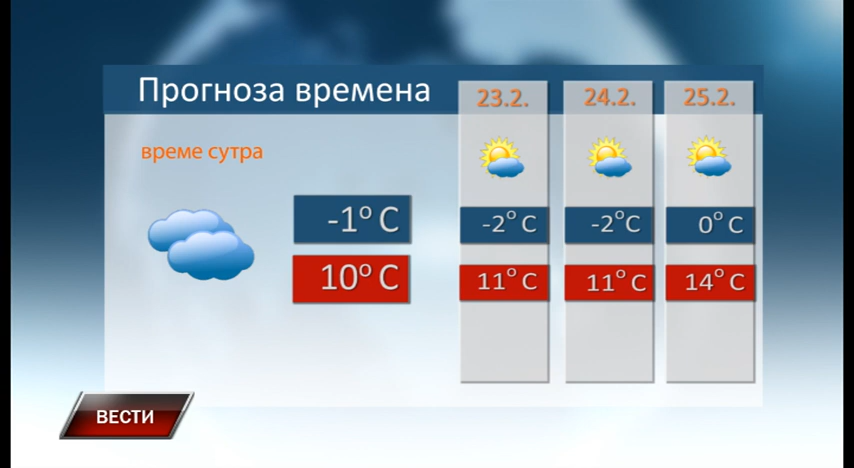 Прогноза времена
време сутра
-1° C
10° C
23.2.
-2° C
11° C
24.2.
-2°C
11° C
25.2.
0° C
14° C
ВЕСТИ